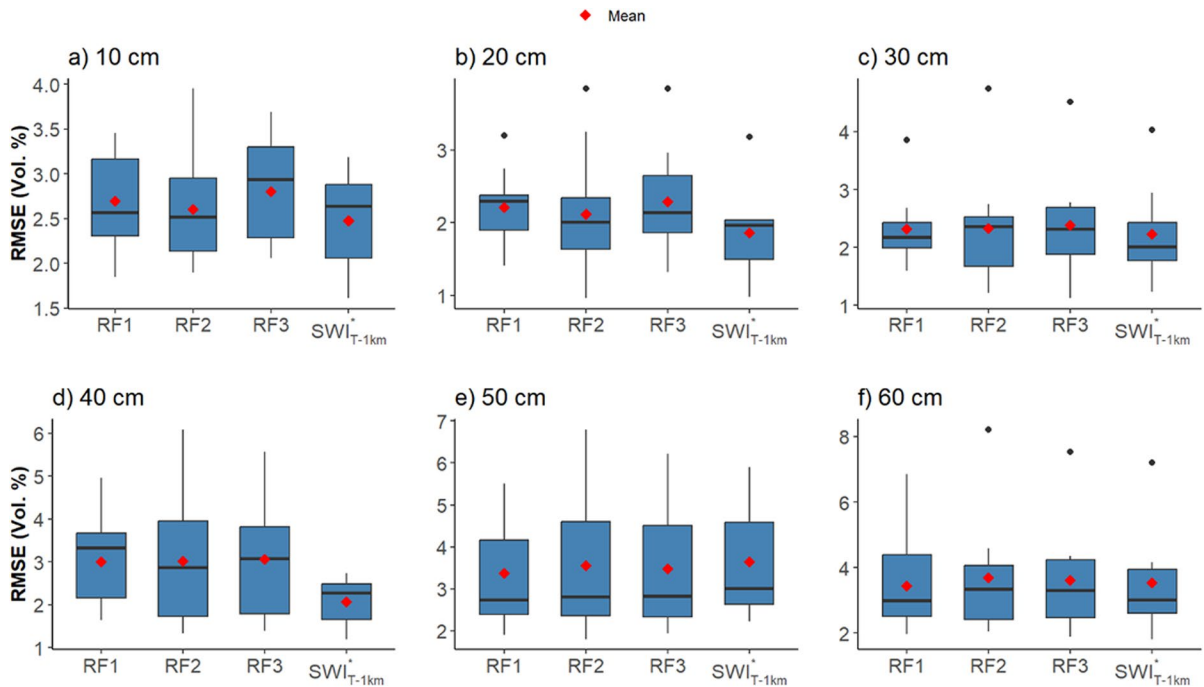 Mean
a) 10 cm
b) 20 cm
c) 30 cm
RMSE (Vol. %)
4.0
3.5
3.0
2.5
2.0
1.5
RF1 RF2 RF3 SWI*T-1km
3
2
1
RF1 RF2 RF3 SWI*T-1km
4
3
2
1
RF1 RF2 RF3 SWI*T-1km
d) 40 cm
e) 50 cm
f) 60 cm
RMSE (Vol. %)
6
5
4
3
2
1
RF1 RF2 RF3 SWI*T-1km
7
6
5
4
3
2
RF1 RF2 RF3 SWI*T-1km
8
6
4
2
RF1 RF2 RF3 SWI*T-1km